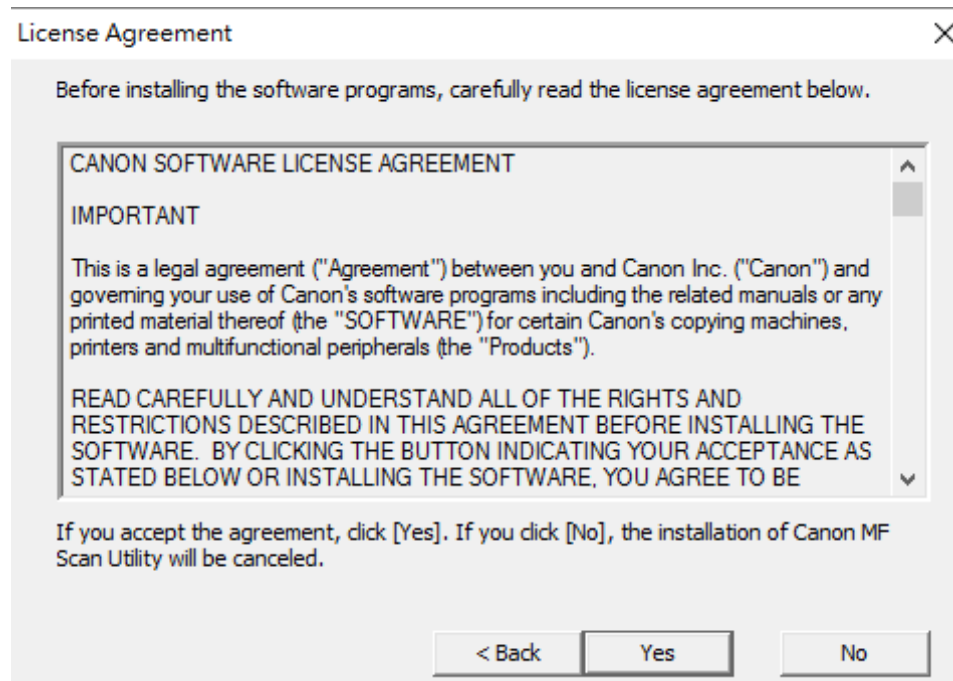 License Agreement
Before installing the software programs, carefully read the license agreement below.
CANON SOFTWARE LICENSE AGREEMENT
IMPORTANT
This is a legal agreement ("Agreement") between you and Canon Inc. ("Canon") and
governing your use of Canon's software programs including the related manuals or any
printed material thereof (the "SOFTWARE") for certain Canon's copying machines,
printers and multifunctional peripherals (the "Products").
READ CAREFULLY AND UNDERSTAND ALL OF THE RIGHTS AND
RESTRICTIONS DESCRIBED IN THIS AGREEMENT BEFORE INSTALLING THE
SOFTWARE.  BY CLICKING THE BUTTON INDICATING YOUR ACCEPTANCE AS
STATED BELOW OR INSTALLING THE SOFTWARE, YOU AGREE TO BE
If you accept the agreement, click [Yes]. If you click [No], the installation of Canon MF
Scan Utility will be canceled.
< Back Yes No